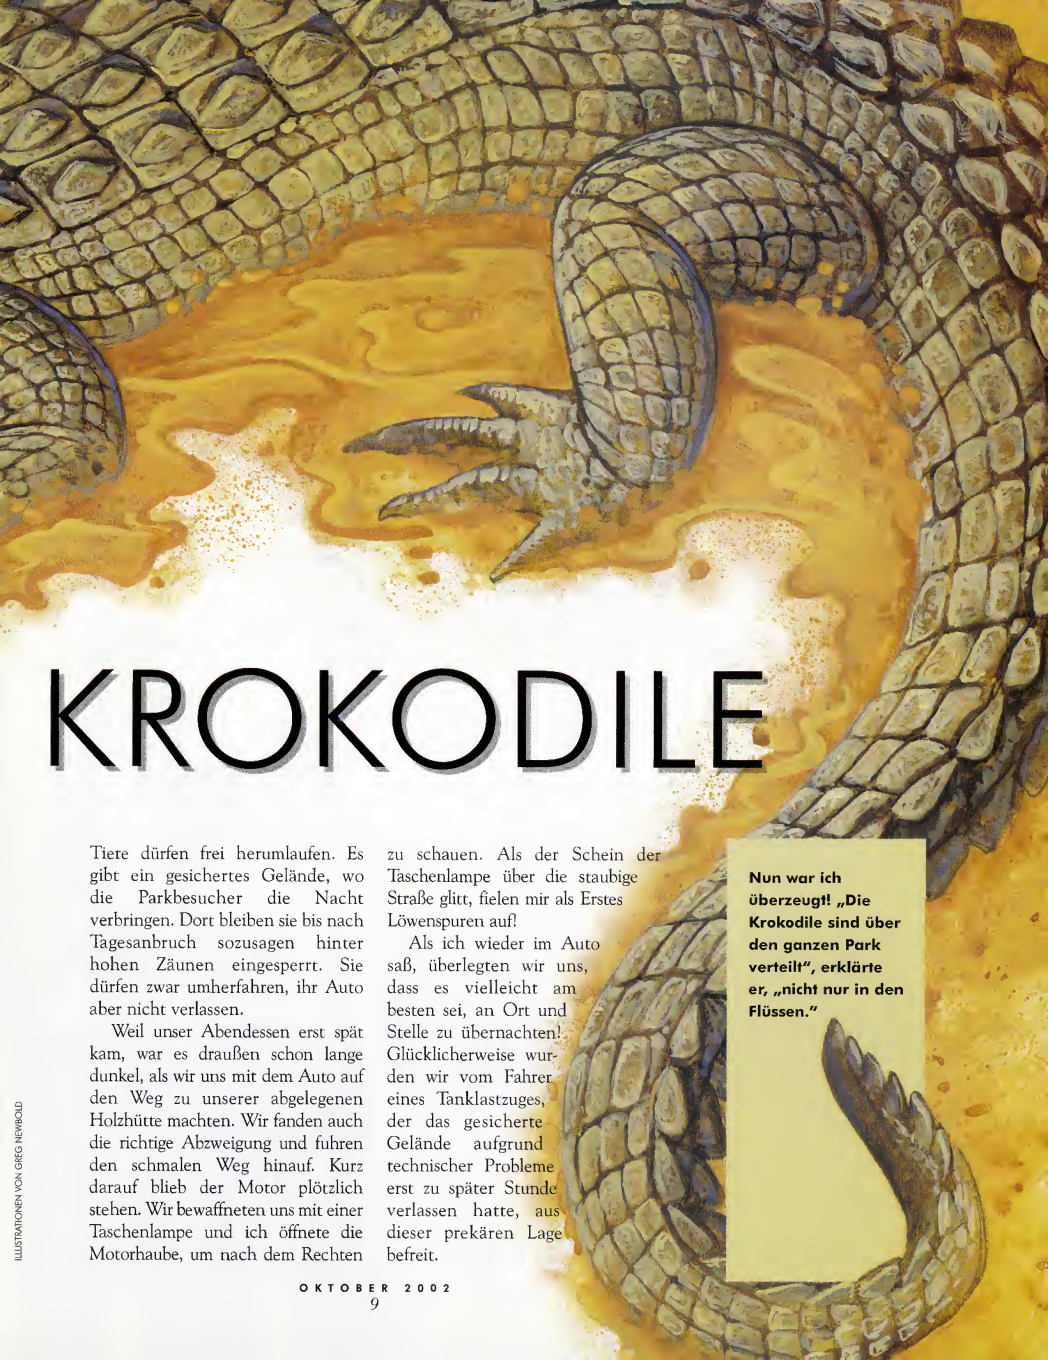 KROKODILE
Tiere dürfen frei herumlaufen. Es
gibt ein gesichertes Gelände, wo
die Parkbesucher die Nacht
verbringen. Dort bleiben sie bis nach
Tagesanbruch sozusagen hinter
hohen Zäunen eingesperrt. Sie
dürfen zwar umherfahren, ihr Auto
aber nicht verlassen.
Weil unser Abendessen erst spät
kam, war es draußen schon lange
dunkel, als wir uns mit dem Auto auf
den Weg zu unserer abgelegenen
Holzhütte machten. Wir fanden auch
die richtige Abzweigung und fuhren
den schmalen Weg hinauf. Kurz
darauf blieb der Motor plötzlich
stehen. Wir bewaffneten uns mit einer
Taschenlampe und ich öffnete die
Motorhaube, um nach dem Rechten
zu schauen. Als der Schein der
Taschenlampe über die staubige
Straße glitt, fielen mir als Erstes
Löwenspuren auf!
Als ich wieder im Auto
saß, überlegten wir uns,
dass es vielleicht am
besten sei, an Ort und
Stelle zu übernachten!
Glücklicherweise wur-
den wir vom Fahrer
eines Tanklastzuges,
der das gesicherte
Gelände aufgrund
technischer Probleme
erst zu später Stunde
verlassen hatte, aus
dieser prekären Lage
befreit.
Nun war ich
überzeugt! „Die
Krokodile sind über
den ganzen Park
verteilt“, erklärte
er, „nicht nur in den
Flüssen.”
ILLUSTRATIONEN VON GREG NEWBOLD
OKTOBER 2002
9